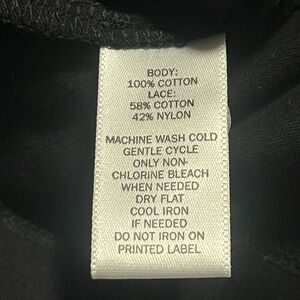 BODY:
100% COTTON
LACE:
58% COTTON
42% NYLON
MACHINE WASH COLD
GENTLE CYCLE
ONLY NON-
CHLORINE BLEACH
WHEN NEEDED
DRY FLAT
COOL IRON
IF NEEDED
DO NOT IRON ON
PRINTED LABEL